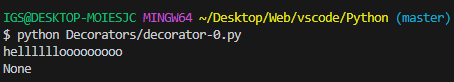 IGS@DESKTOP-MOIESJC MINGW64 ~/Desktop/Web/vscode/Python (master)
$ python Decorators/decorator-0.py
hellllllooooooooo
None